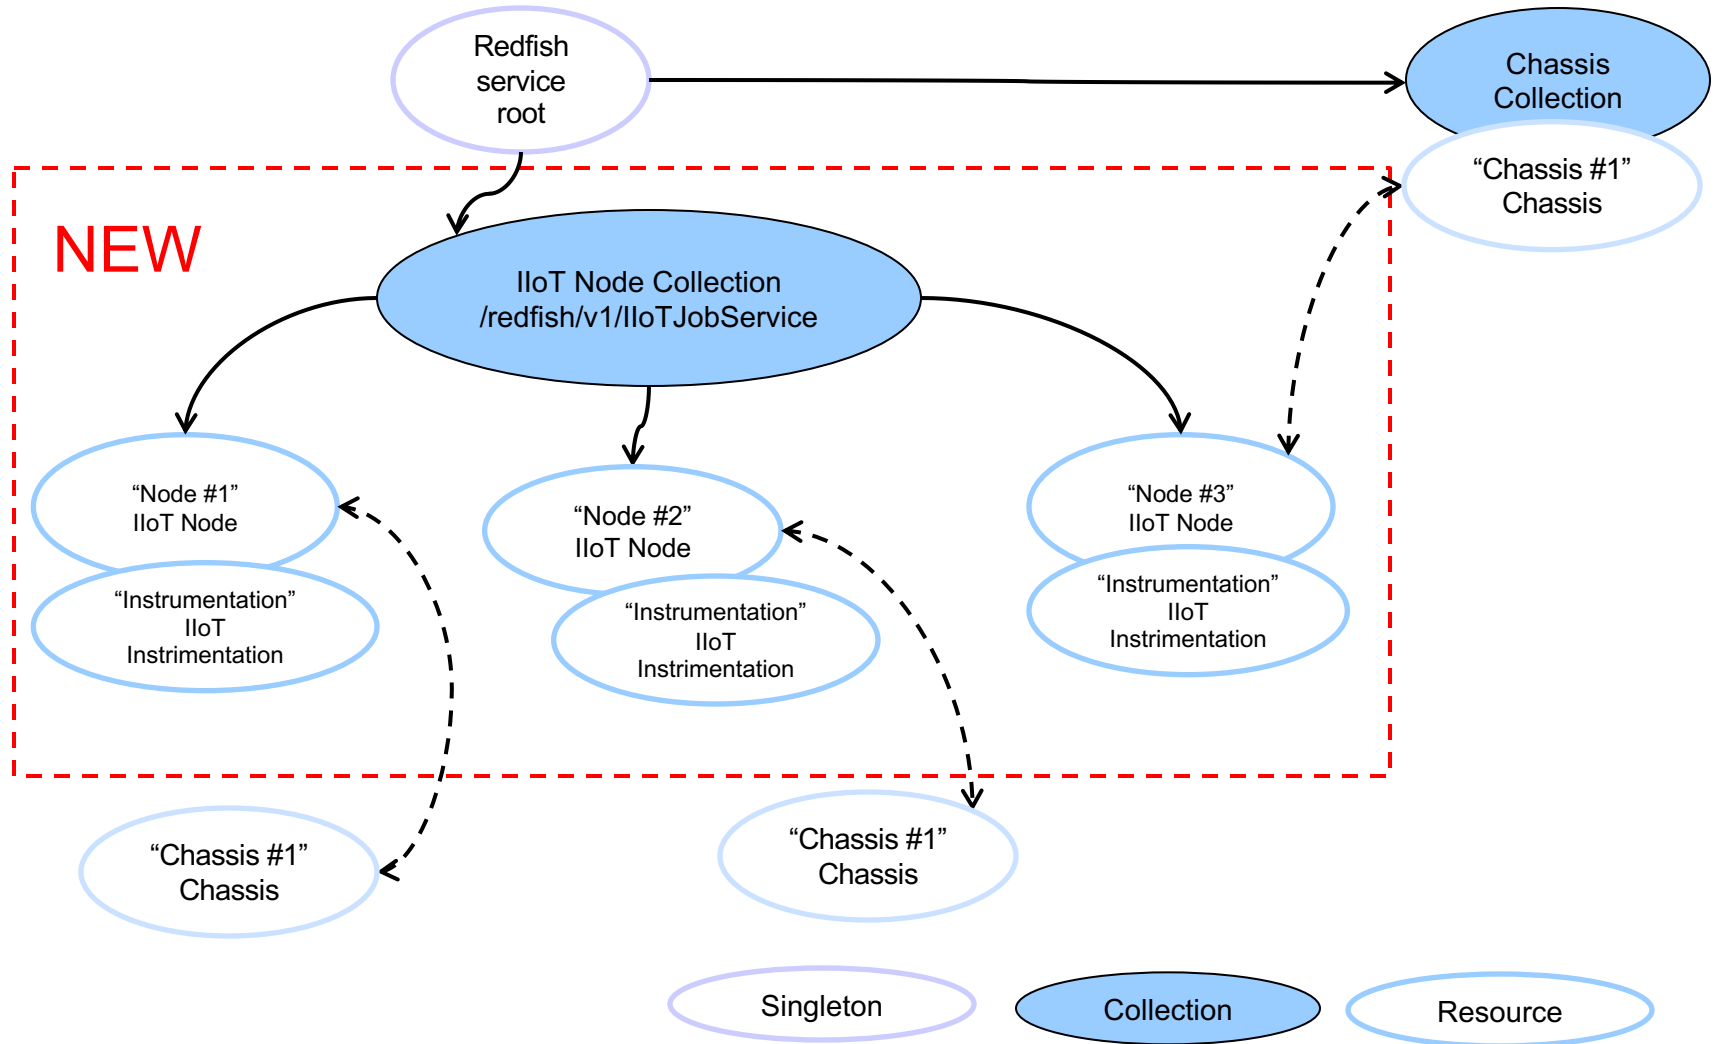 Redfish
service
root
Chassis
Collection
“Chassis #1”
Chassis
NEW
IIoT Node Collection
/redfish/v1/IIoTJobService
“Node #1”
IIoT Node
“Instrumentation”
IIoT
Instrimentation
“Node #2”
IIoT Node
“Instrumentation”
IIoT
Instrimentation
“Node #3”
IIoT Node
“Instrumentation”
IIoT
Instrimentation
“Chassis #1”
Chassis
“Chassis #1”
Chassis
Singleton
Collection
Resource